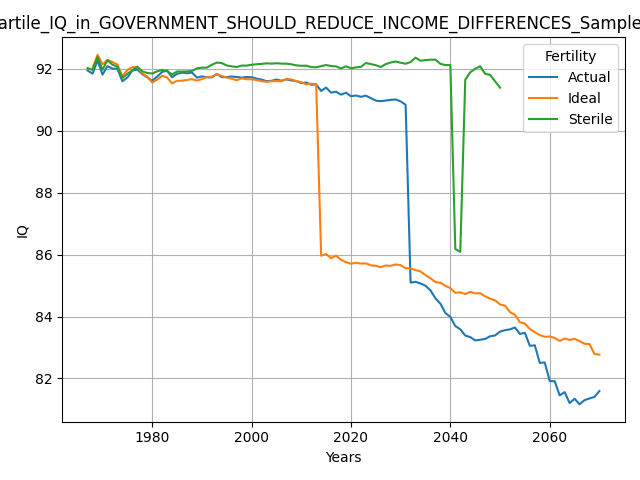 artile_IQ_in_GOVERNMENT_SHOULD_REDUCE_INCOME_DIFFERENCES_Sample
Fertility
Actual
Ideal
Sterile
92
90
88
86
84
82
IQ
1980
2000
2020
2040
2060
Years